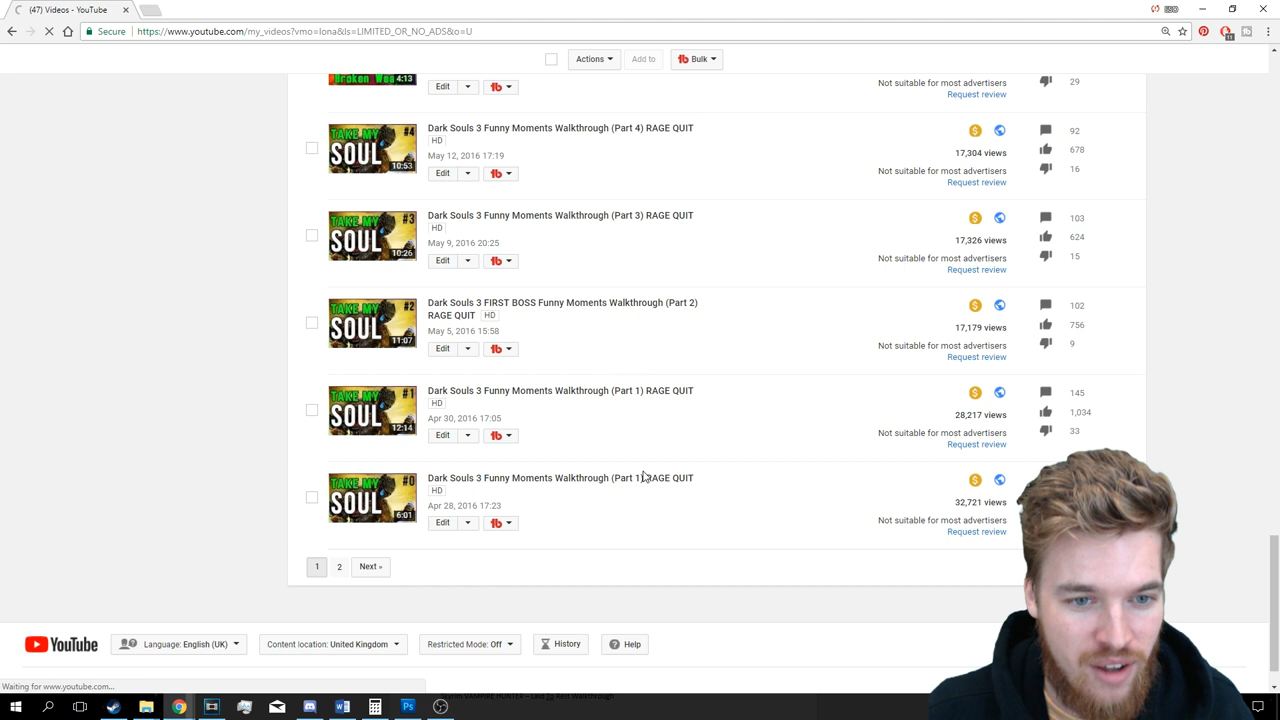 (47) Videos - YouTube
Secure https://www.youtube.com/my_videos?vmo=lona&ls=LIMITED_OR_NO_ADS&o=U
11
Actions Add to Bulk
4:13
Edit
Not suitable for most advertisers
Request review
29
TAKE MY SOUL #4 10:53
Dark Souls 3 Funny Moments Walkthrough (Part 4) RAGE QUIT
HD
May 12, 2016 17:19
Edit
17,304 views
Not suitable for most advertisers
Request review
92
678
16
TAKE MY SOUL #3 10:26
Dark Souls 3 Funny Moments Walkthrough (Part 3) RAGE QUIT
HD
May 9, 2016 20:25
Edit
17,326 views
Not suitable for most advertisers
Request review
103
624
15
TAKE MY SOUL #2 11:07
Dark Souls 3 FIRST BOSS Funny Moments Walkthrough (Part 2)
RAGE QUIT HD
May 5, 2016 15:58
Edit
17,179 views
Not suitable for most advertisers
Request review
102
756
9
TAKE MY SOUL #1 12:14
Dark Souls 3 Funny Moments Walkthrough (Part 1) RAGE QUIT
HD
Apr 30, 2016 17:05
Edit
28,217 views
Not suitable for most advertisers
Request review
145
1,034
33
TAKE MY SOUL #0 6:01
Dark Souls 3 Funny Moments Walkthrough (Part 1) RAGE QUIT
HD
Apr 28, 2016 17:23
Edit
32,721 views
Not suitable for most advertisers
Request review
1 2 Next »
YouTube Language: English (UK) Content location: United Kingdom Restricted Mode: Off History Help
Waiting for www.youtube.com...